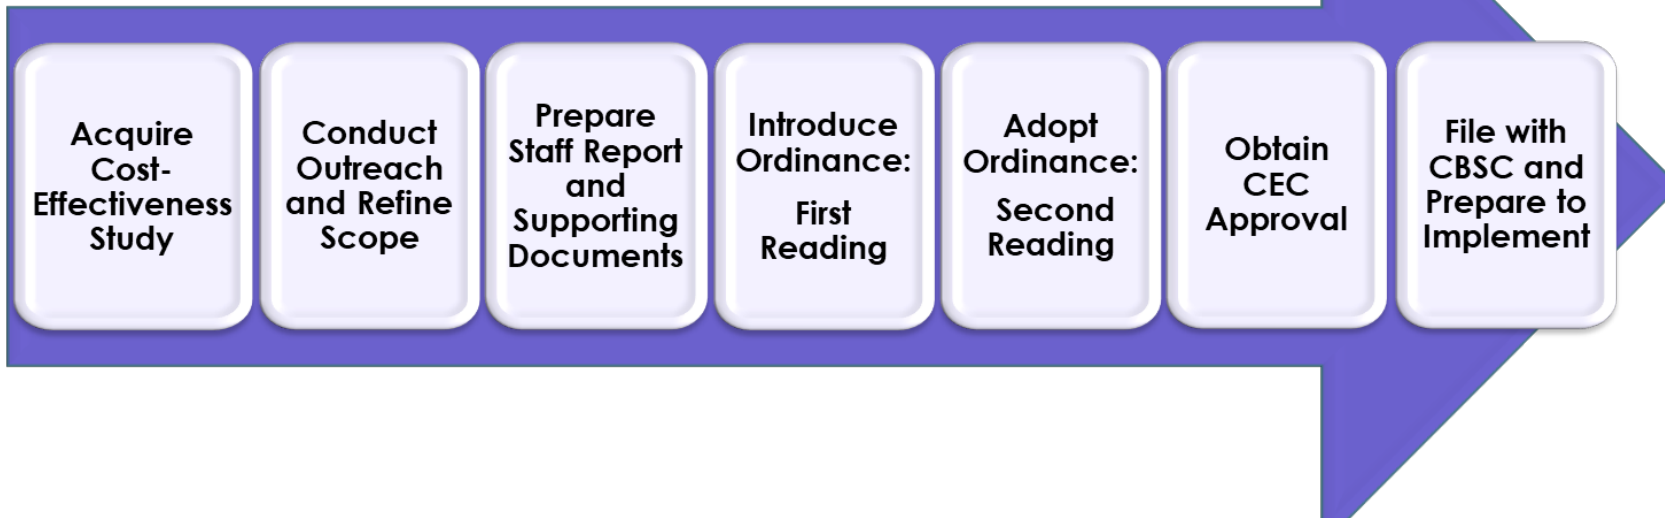 Acquire
Cost-
Effectiveness
Study
Conduct
Outreach
and Refine
Scope
Prepare
Staff Report
and
Supporting
Documents
Introduce
Ordinance:
First
Reading
Adopt
Ordinance:
Second
Reading
Obtain
CEC
Approval
File with
CBSC and
Prepare to
Implement